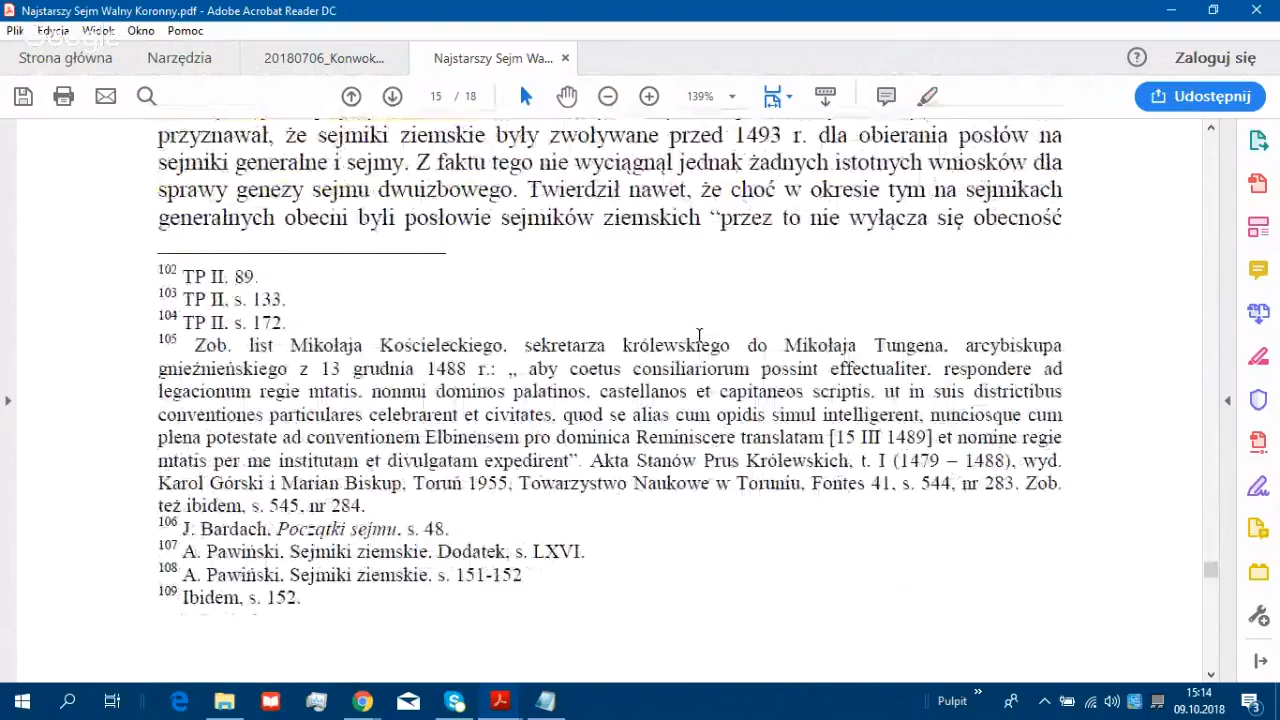 Najstarszy Sejm Walny Koronny.pdf - Adobe Acrobat Reader DC
Plik Edycja Widok Okno Pomoc
Google
Strona główna Narzędzia 20180706_Konwok... Najstarszy Sejm Wa... × Zaloguj się
15 / 18 139% Udostępnij
przyznawał, że sejmiki ziemskie były zwoływane przed 1493 r. dla obierania posłów na
sejmiki generalne i sejmy. Z faktu tego nie wyciągnął jednak żadnych istotnych wniosków dla
sprawy genezy sejmu dwuizbowego. Twierdził nawet, że choć w okresie tym na sejmikach
generalnych obecni byli posłowie sejmików ziemskich “przez to nie wyłącza się obecność
102 TP II. 89.
103 TP II, s. 133.
104 TP II. s. 172.
105 Zob. list Mikołaja Kościeleckiego, sekretarza królewskiego do Mikołaja Tungena, arcybiskupa
gnieźnieńskiego z 13 grudnia 1488 r.: „ aby coetus consiliariorum possint effectualiter, respondere ad
legacionum regie mtatis, nonnui dominos palatinos, castellanos et capitaneos scriptis, ut in suis districtibus
conventiones particulares celebrarent et civitates, quod se alias cum opidis simul intelligerent, nunciosque cum
plena potestate ad conventionem Elbinensem pro dominica Reminiscere translatam [15 III 1489] et nomine regie
mtatis per me institutam et divulgatam expedirent”. Akta Stanów Prus Królewskich, t. I (1479 – 1488), wyd.
Karol Górski i Marian Biskup, Toruń 1955, Towarzystwo Naukowe w Toruniu, Fontes 41, s. 544, nr 283. Zob.
też ibidem, s. 545, nr 284.
106 J. Bardach, Początki sejmu, s. 48.
107 A. Pawiński. Sejmiki ziemskie. Dodatek, s. LXVI.
108 A. Pawiński. Sejmiki ziemskie, s. 151-152
109 Ibidem, s. 152.
Pulpit » 15:14
09.10.2018 3